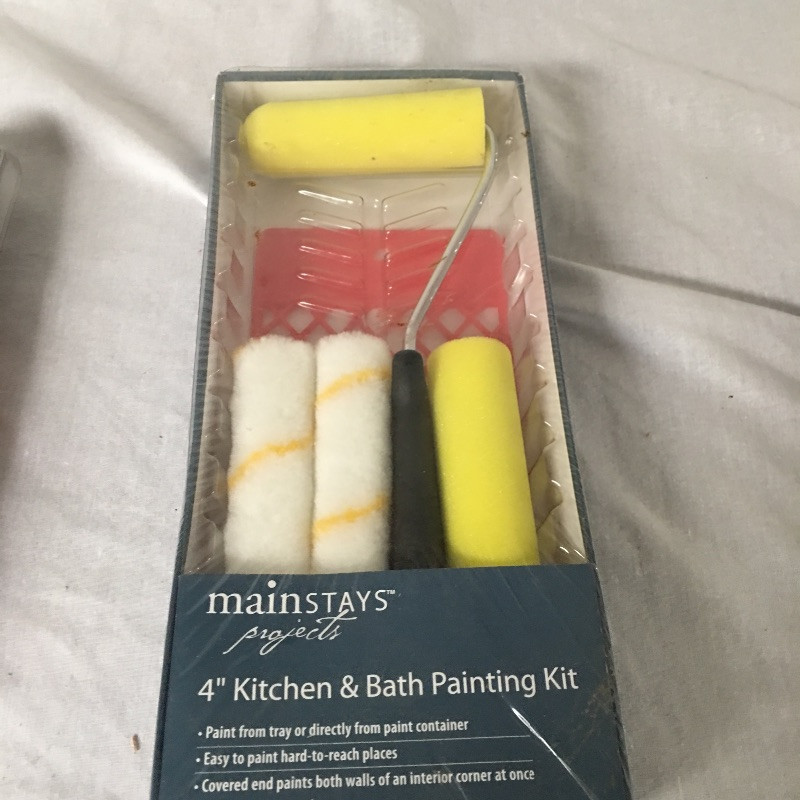 mainSTAYS™
projects
4" Kitchen & Bath Painting Kit
• Paint from tray or directly from paint container
• Easy to paint hard-to-reach places
• Covered end paints both walls of an interior corner at once